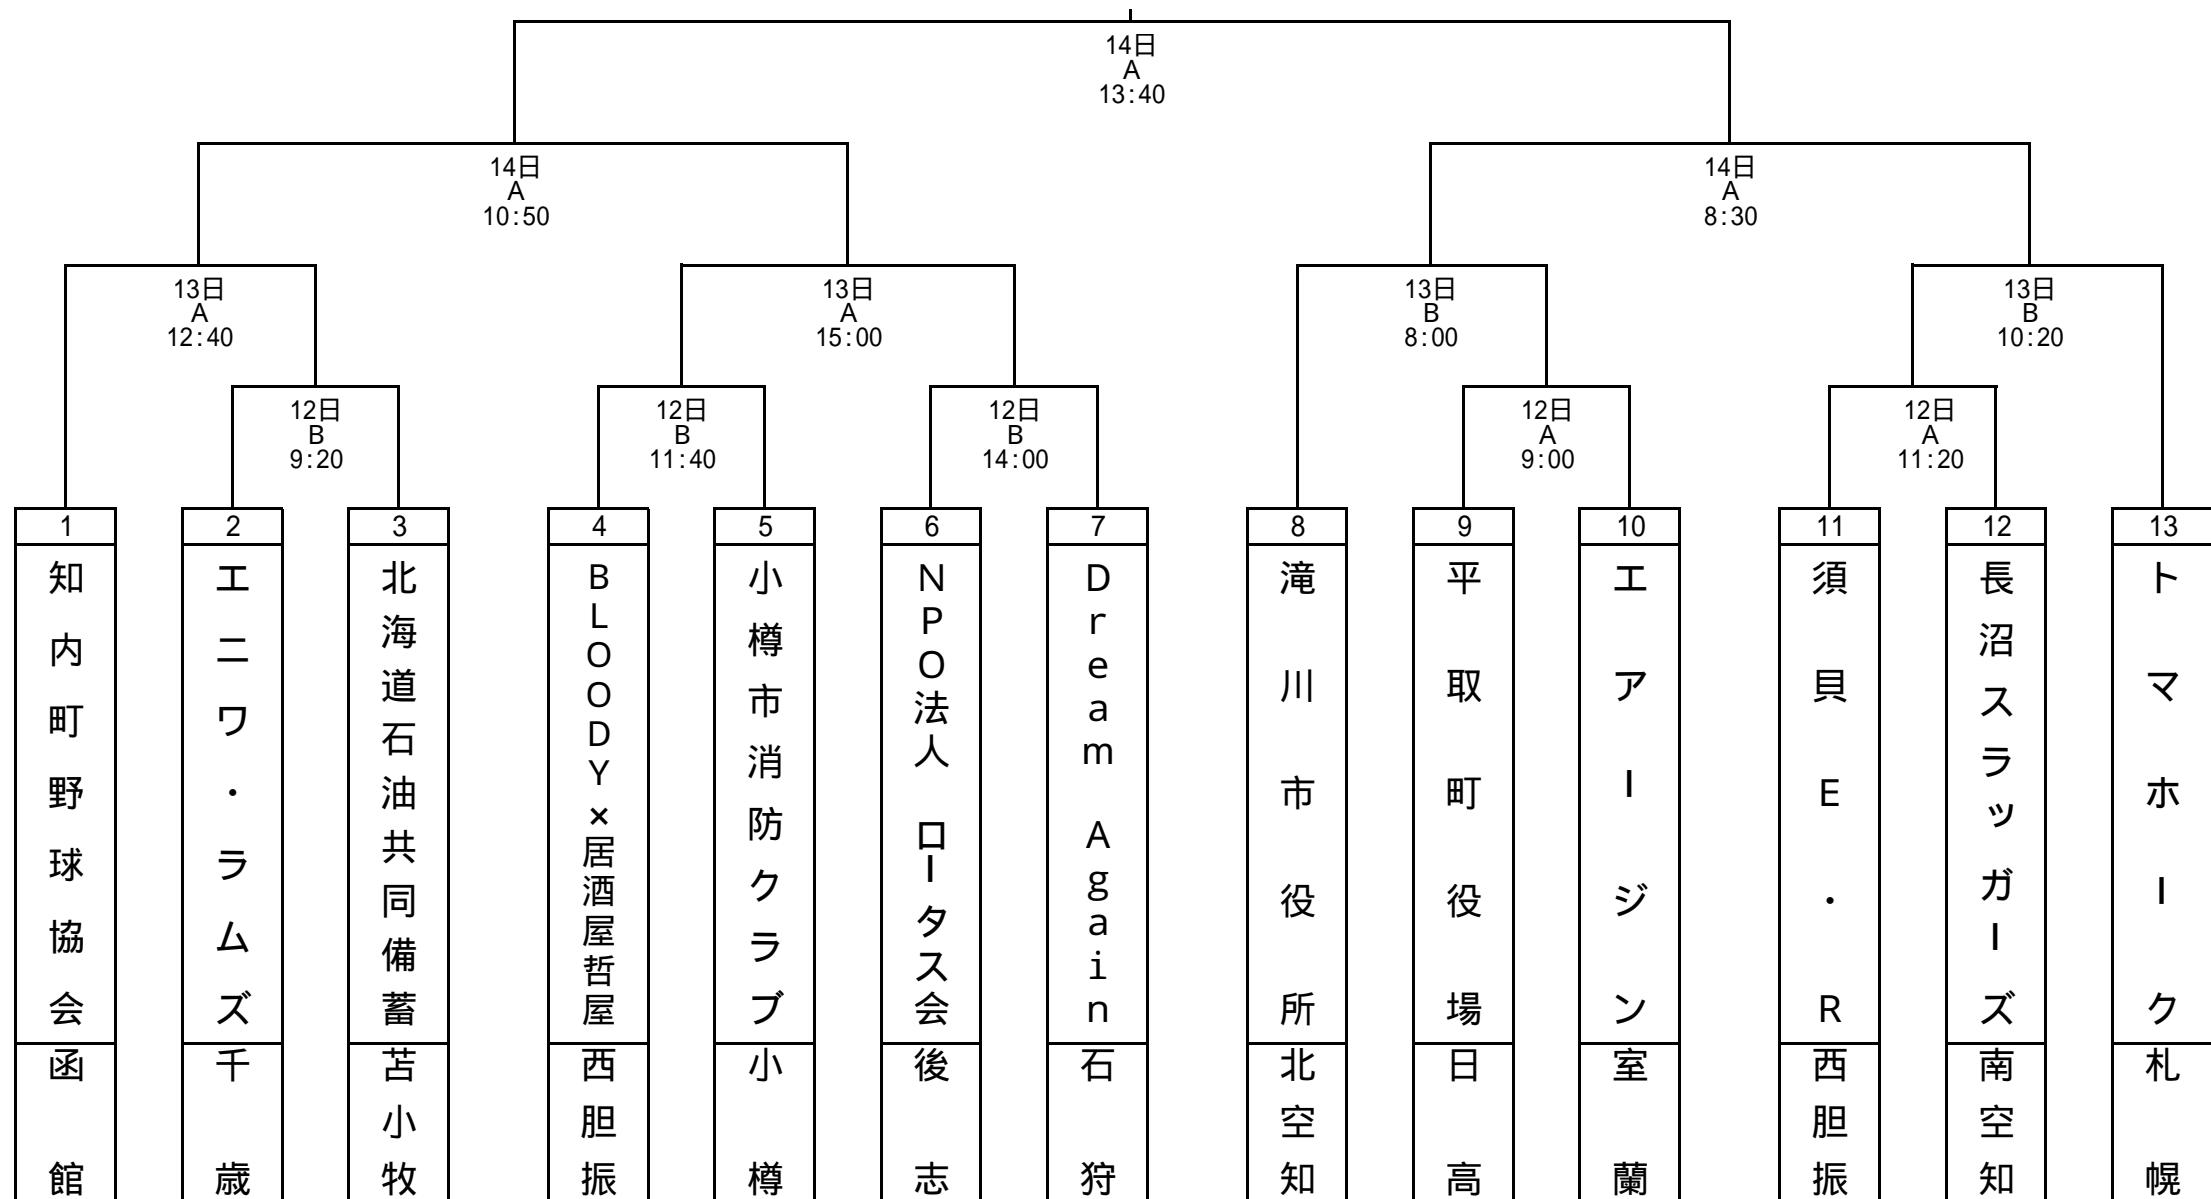 14日
A
13:40
14日
A
10:50
14日
A
8:30
13日
A
12:40
13日
A
15:00
13日
B
8:00
13日
B
10:20
12日
B
9:20
12日
B
11:40
12日
B
14:00
12日
A
9:00
12日
A
11:20
1
知内町野球協会
函館
2
エニワ・ラムズ
千歳
3
北海道石油共同備蓄
苫小牧
4
BLOODY×居酒屋哲屋
西胆振
5
小樽市消防クラブ
小樽
6
NPO法人 ロータス会
後志
7
Dream Again
石狩
8
滝川市役所
北空知
9
平取町役場
日高
10
エアージン
室蘭
11
須貝E・R
西胆振
12
長沼スラッガーズ
南空知
13
トマホーク
札幌